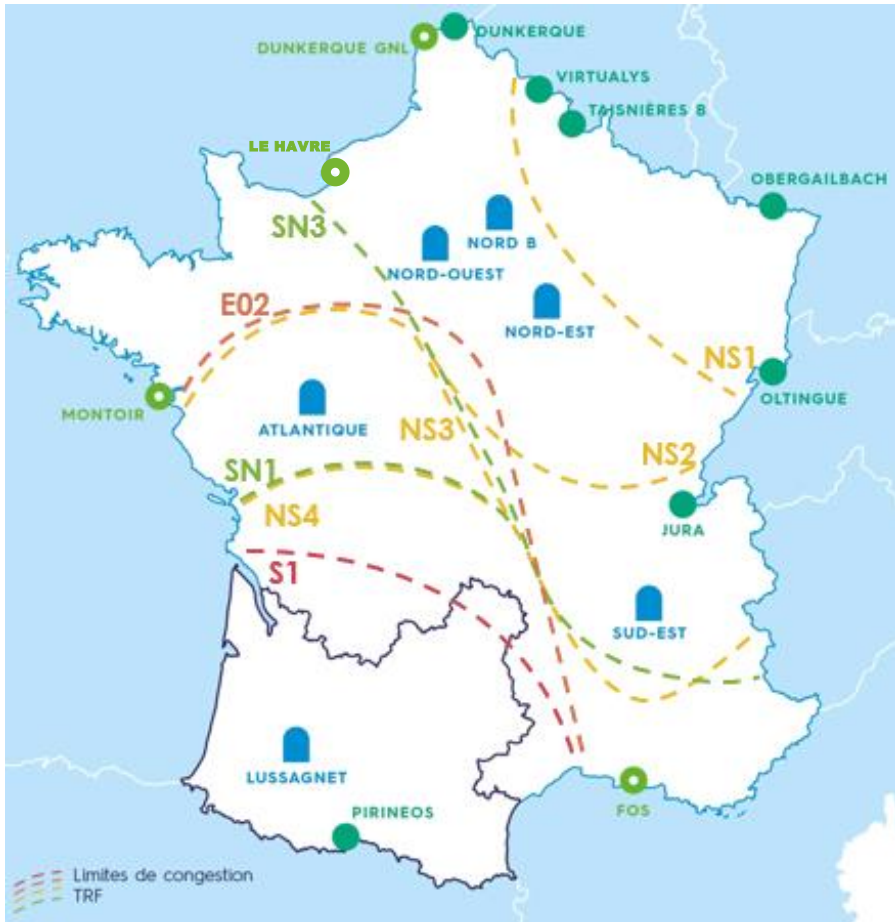 DUNKERQUE
DUNKERQUE GNL
VIRTUALYS
TAISNIÈRES B
LE HAVRE
OBERGAILBACH
SN3
NORD B
NORD-OUEST
E02
NORD-EST
NS1
OLTINGUE
MONTOIR
ATLANTIQUE
NS3
NS2
SN1
NS4
JURA
S1
SUD-EST
LUSSAGNET
PIRINEOS
FOS
Limites de congestion
TRF